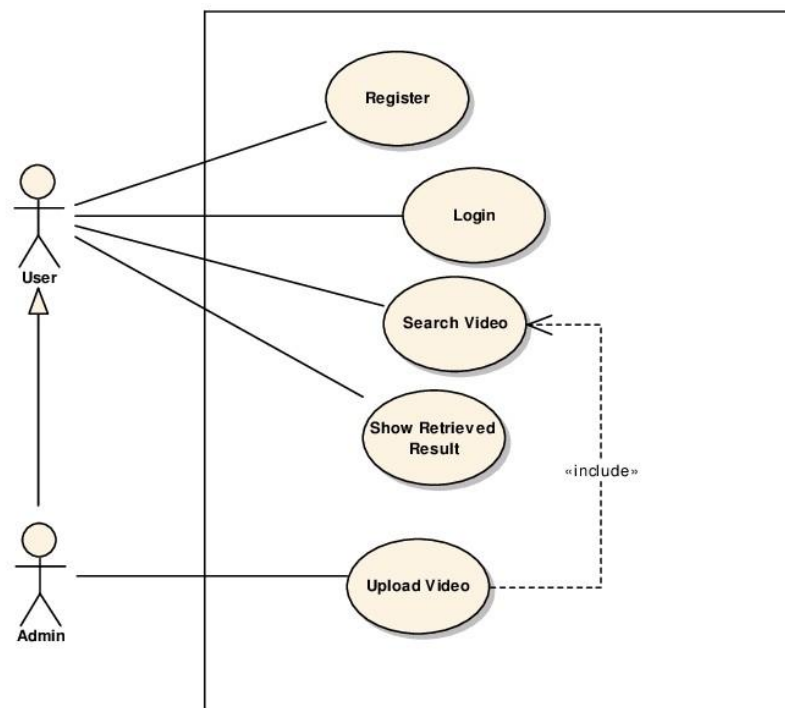 Register
Login
User
Search Video
Show Retrieved
Result
«include»
Upload Video
Admin